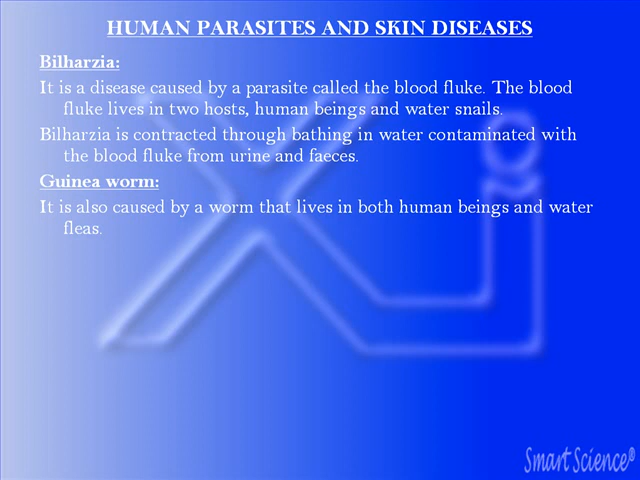 HUMAN PARASITES AND SKIN DISEASES
Bilharzia:
It is a disease caused by a parasite called the blood fluke. The blood
fluke lives in two hosts, human beings and water snails.
Bilharzia is contracted through bathing in water contaminated with
the blood fluke from urine and faeces.
Guinea worm:
It is also caused by a worm that lives in both human beings and water
fleas.
Smart Science®